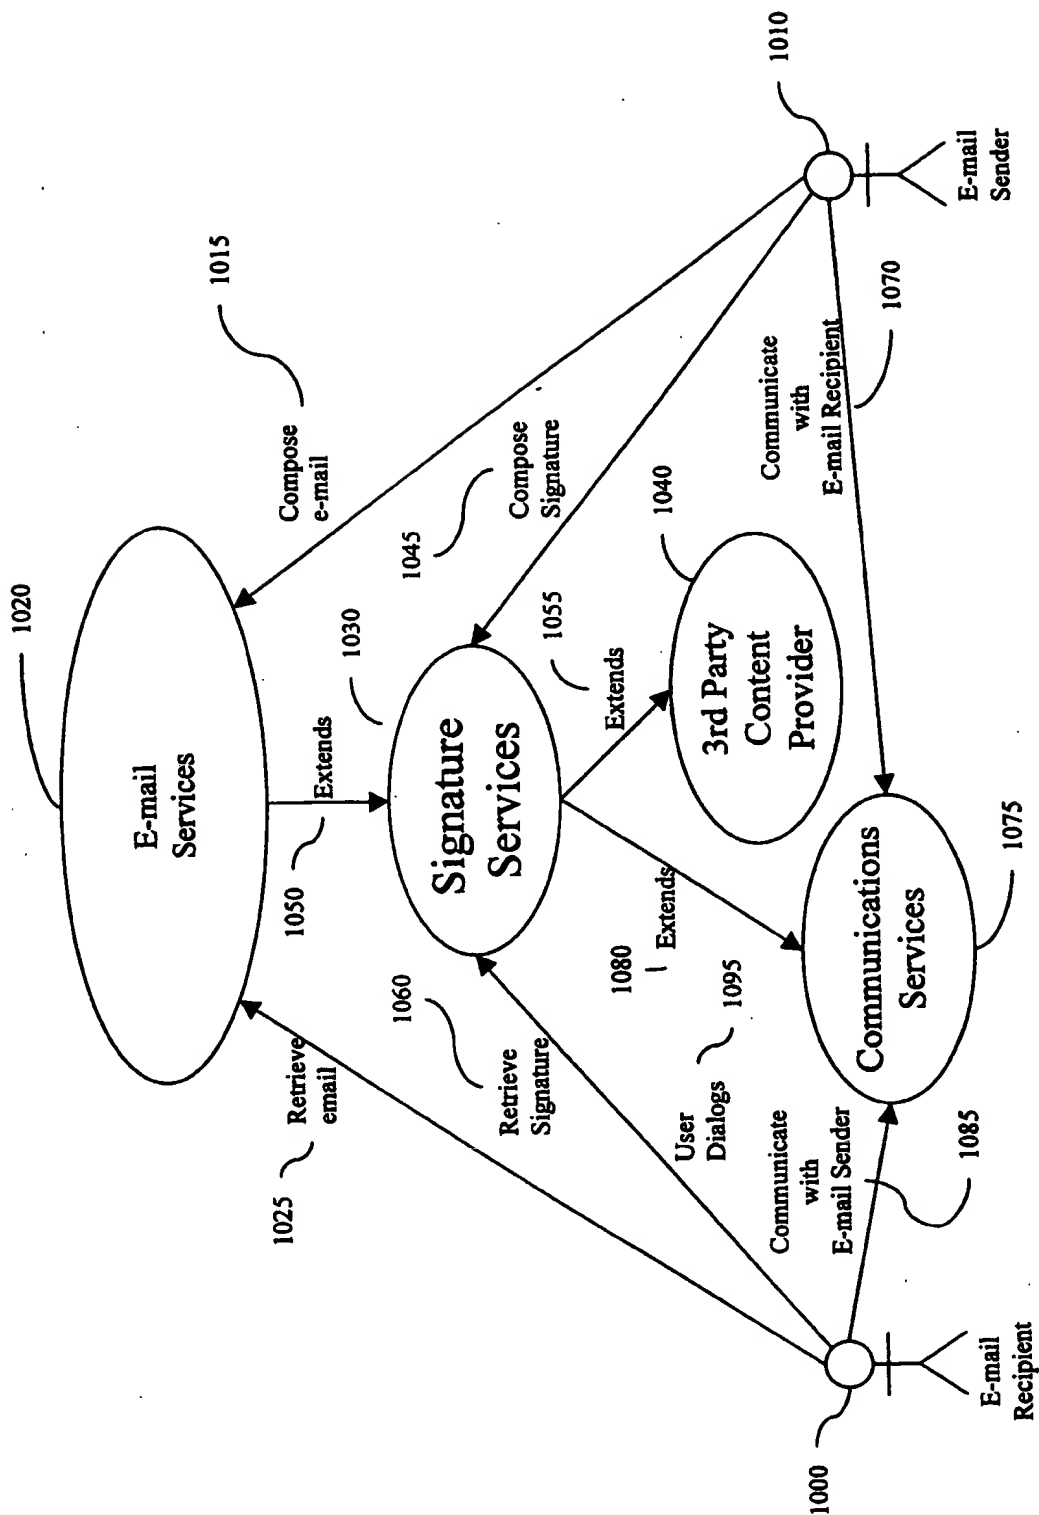 1020
E-mail
Services
1015
Compose
e-mail
1010
E-mail
Sender
1025
Retrieve
email
1050
Extends
1030
1045
Compose
Signature
Signature
Services
1060
Retrieve
Signature
1055
Extends
1080
Extends
1040
3rd Party
Content
Provider
User
Dialogs
1095
Communicate
with
E-mail Recipient
1070
Communicate
with
E-mail Sender
1085
Communications
Services
1075
1000
E-mail
Recipient